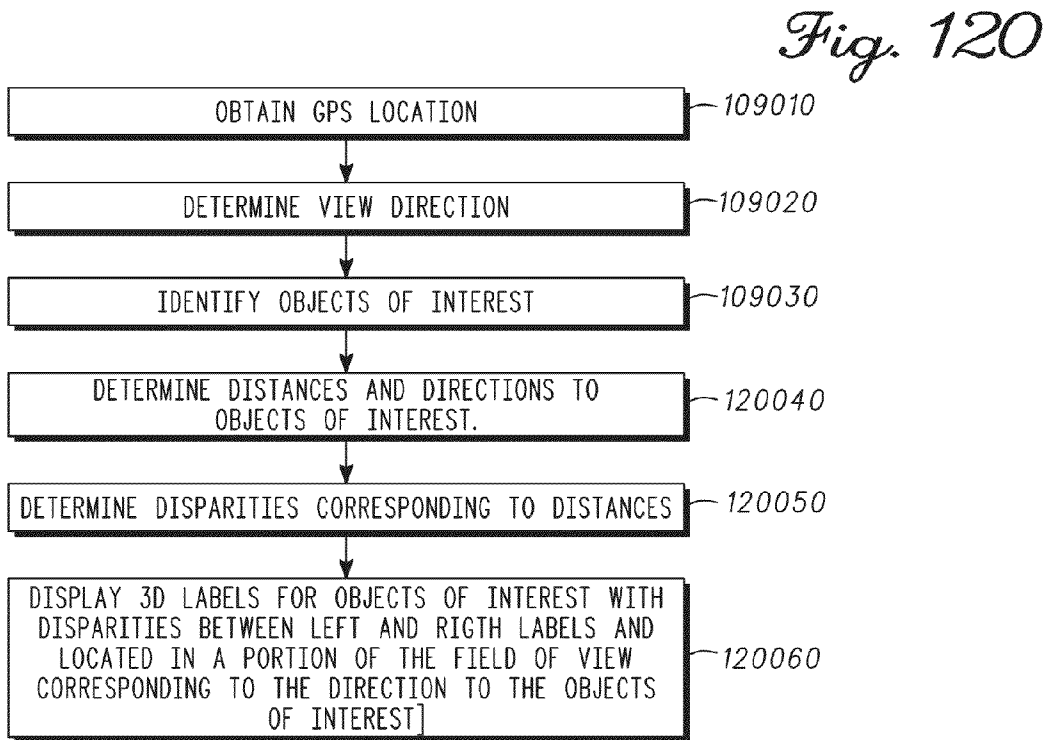 Fig. 120
OBTAIN GPS LOCATION
109010
DETERMINE VIEW DIRECTION
109020
IDENTIFY OBJECTS OF INTEREST
109030
DETERMINE DISTANCES AND DIRECTIONS TO
OBJECTS OF INTEREST.
120040
DETERMINE DISPARITIES CORRESPONDING TO DISTANCES
120050
DISPLAY 3D LABELS FOR OBJECTS OF INTEREST WITH
DISPARITIES BETWEEN LEFT AND RIGTH LABELS AND
LOCATED IN A PORTION OF THE FIELD OF VIEW
CORRESPONDING TO THE DIRECTION TO THE OBJECTS
OF INTEREST]
120060